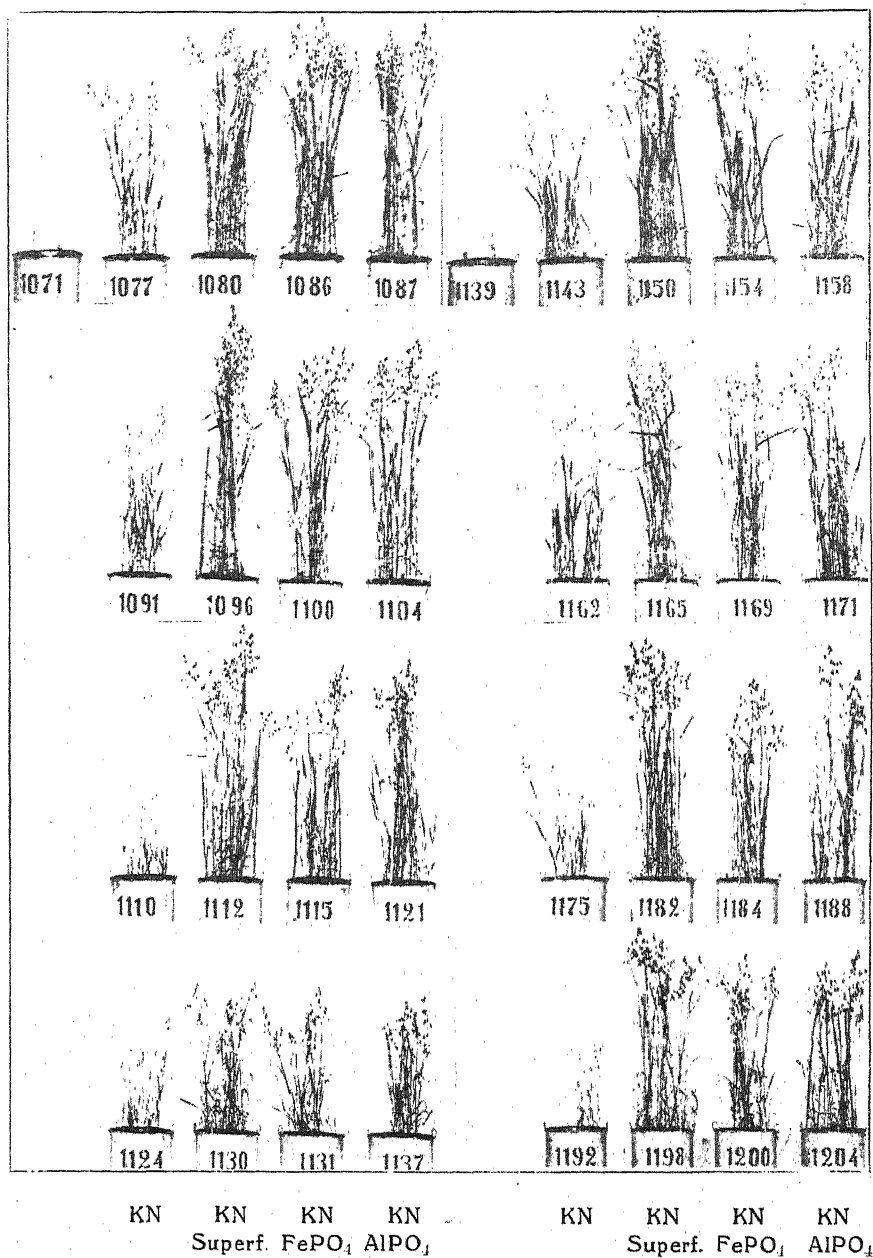 1071 1077 1080 1086 1087 1139 1143 1150 1154 1158
1091 1096 1100 1104 1162 1165 1169 1171
1110 1112 1115 1121 1175 1182 1184 1188
1124 1130 1131 1137 1192 1198 1200 1204
KN KN KN KN KN KN KN KN
Superf. FePO₄ AlPO₄ Superf. FePO₄ AlPO₄